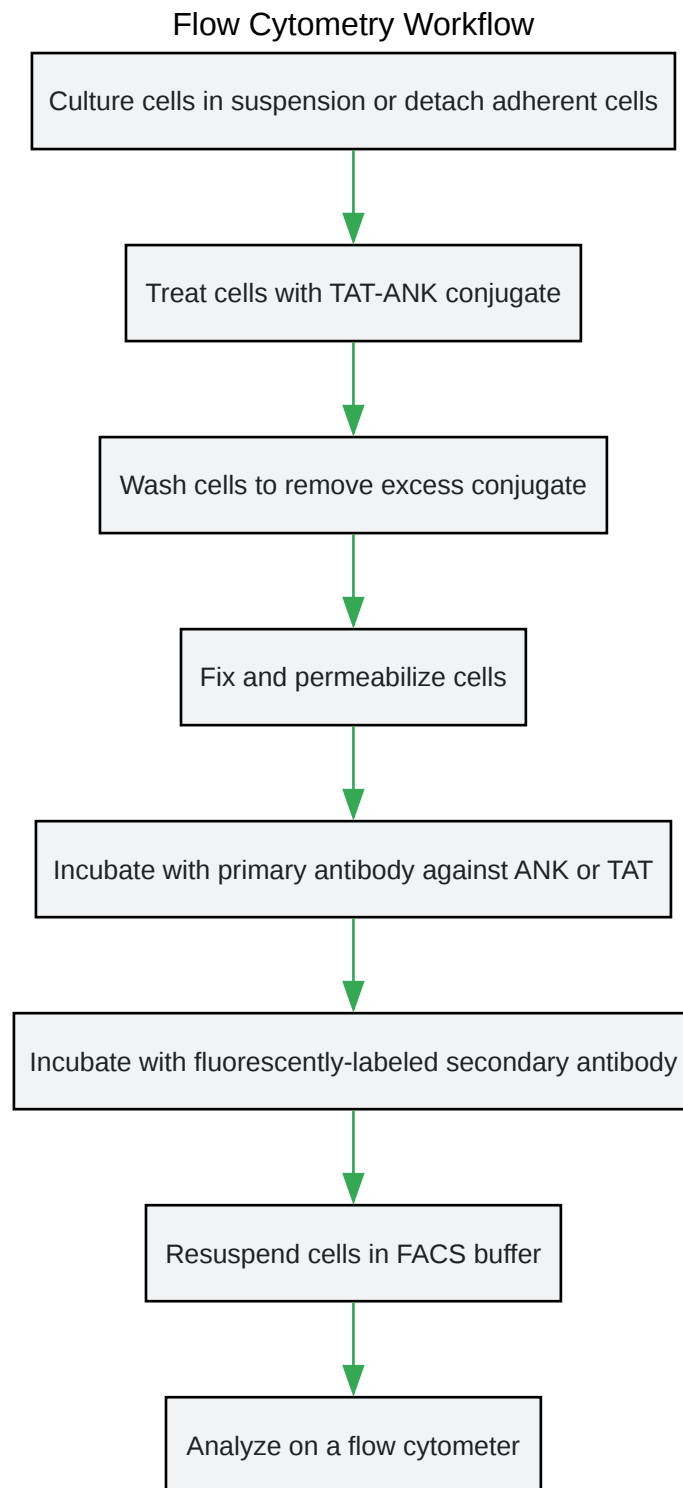 Flow Cytometry Workflow
Culture cells in suspension or detach adherent cells
Treat cells with TAT-ANK conjugate
Wash cells to remove excess conjugate
Fix and permeabilize cells
Incubate with primary antibody against ANK or TAT
Incubate with fluorescently-labeled secondary antibody
Resuspend cells in FACS buffer
Analyze on a flow cytometer